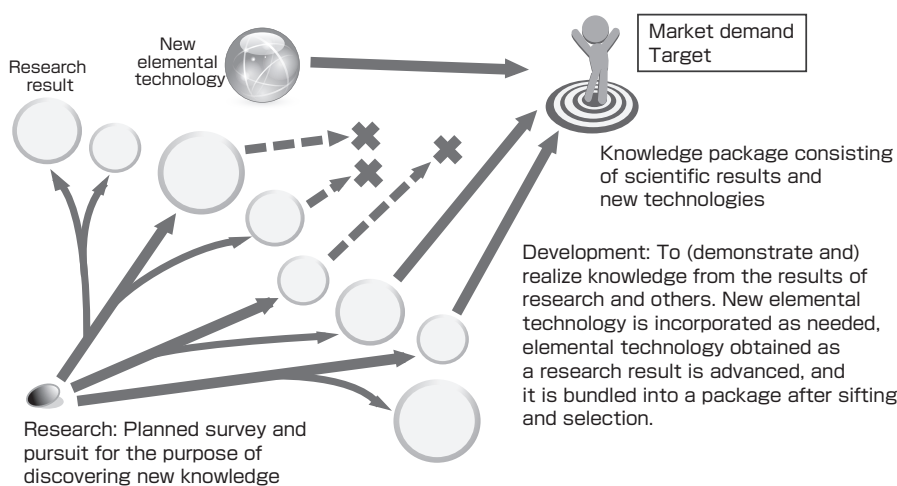 New
elemental
technology
Research
result
Market demand
Target
Knowledge package consisting
of scientific results and
new technologies
Development: To (demonstrate and)
realize knowledge from the results of
research and others. New elemental
technology is incorporated as needed,
elemental technology obtained as
a research result is advanced, and
it is bundled into a package after sifting
and selection.
Research: Planned survey and
pursuit for the purpose of
discovering new knowledge